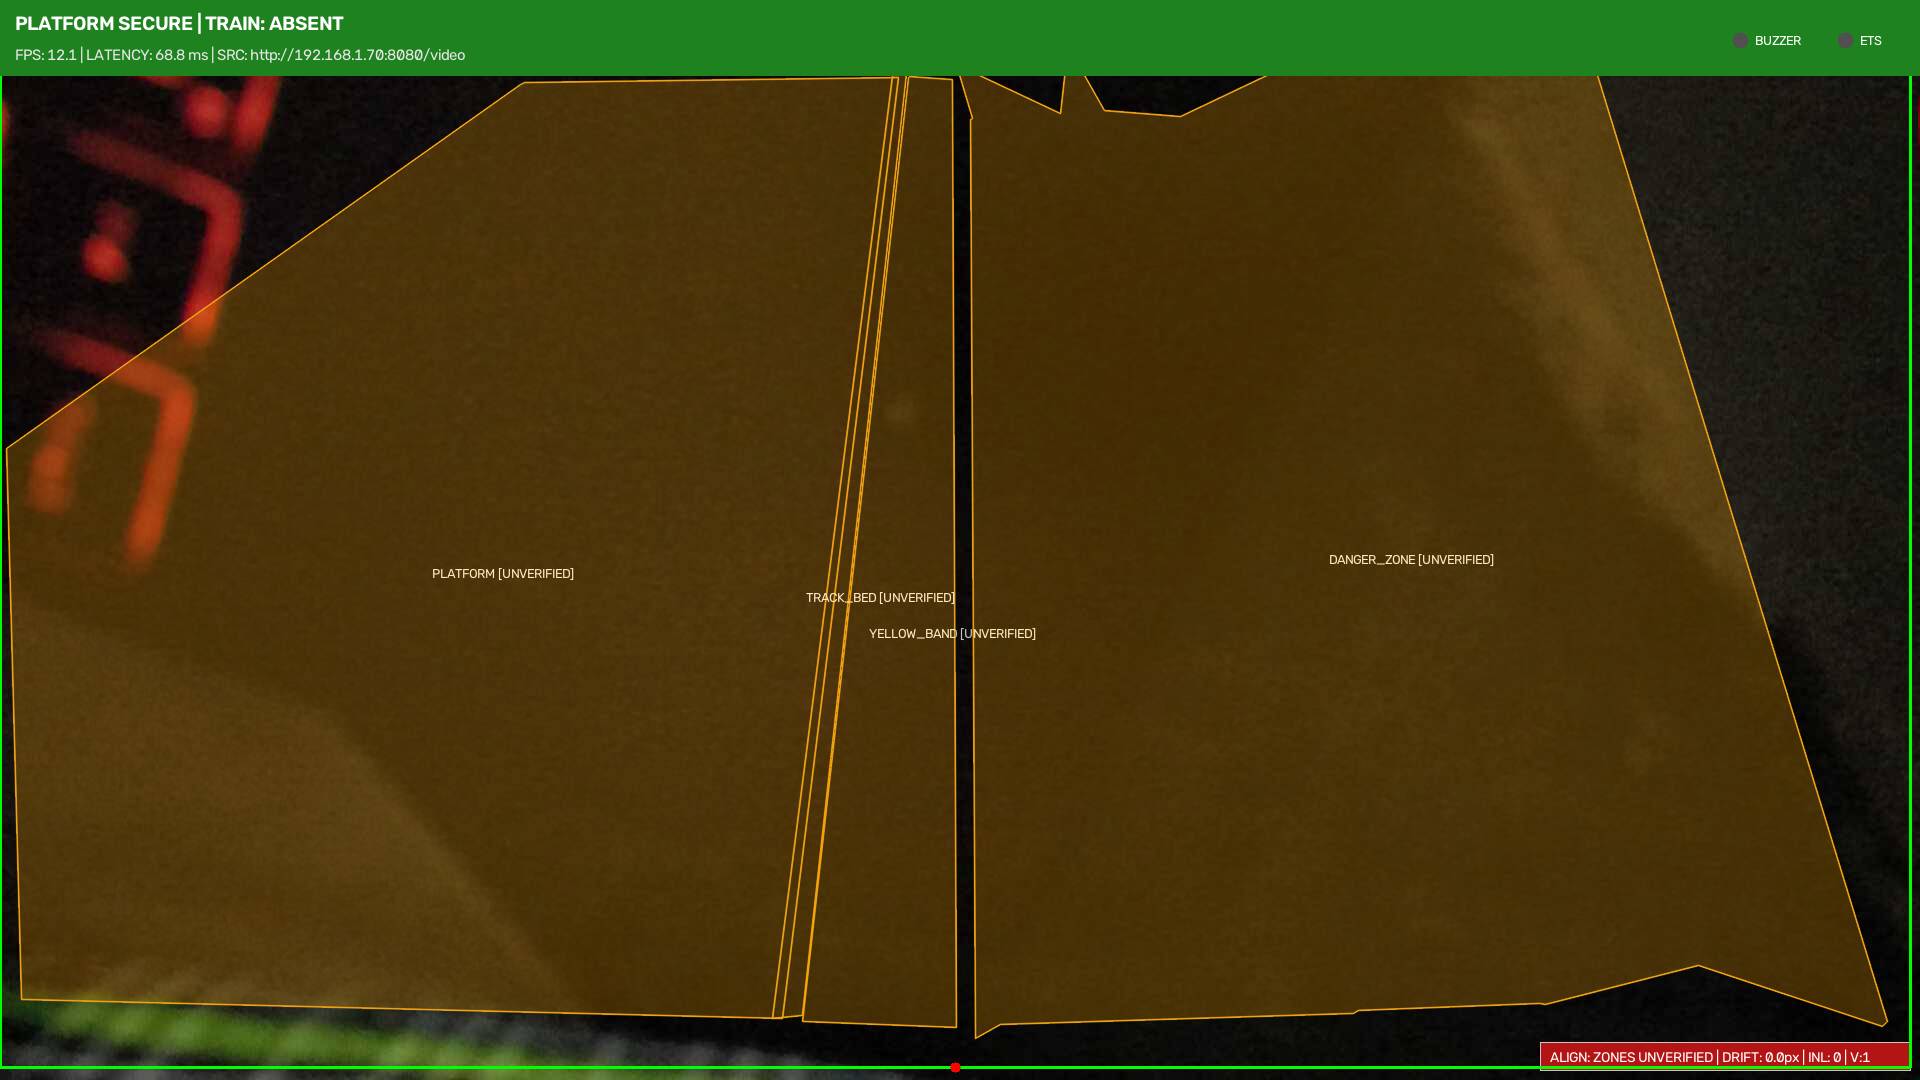 PLATFORM SECURE | TRAIN: ABSENT
FPS: 12.1 | LATENCY: 68.8 ms | SRC: http://192.168.1.70:8080/video
BUZZER
ETS
DANGER_ZONE [UNVERIFIED]
PLATFORM [UNVERIFIED]
TRACK_BED [UNVERIFIED]
YELLOW_BAND [UNVERIFIED]
ALIGN: ZONES UNVERIFIED | DRIFT: 0.0px | INL: 0 | V:1